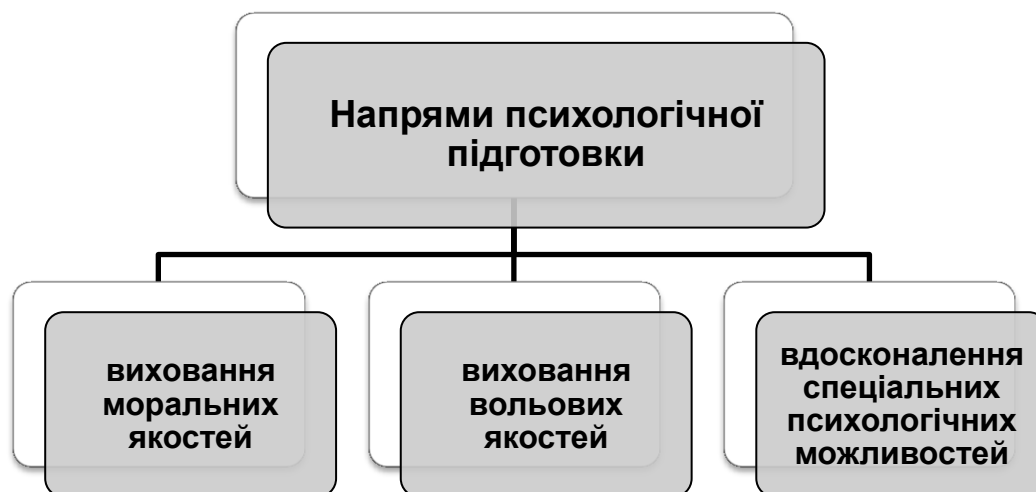 Напрями психологічної
підготовки
виховання
моральних
якостей
виховання
вольових
якостей
вдосконалення
спеціальних
психологічних
можливостей